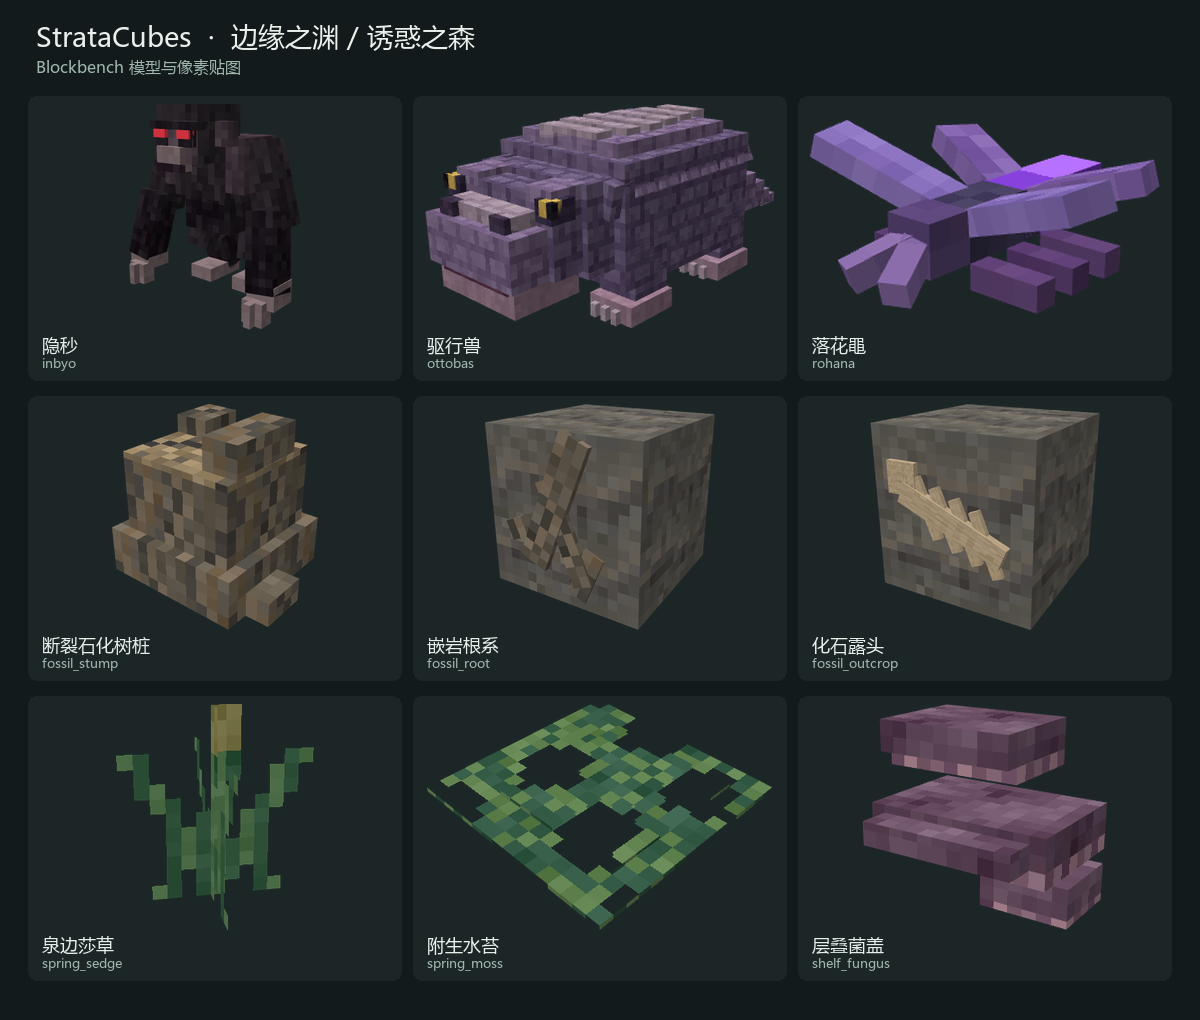 StrataCubes · 边缘之渊 / 诱惑之森
Blockbench 模型与像素贴图
隐秒
inbyo
驱行兽
ottobas
落花黾
rohana
断裂石化树桩
fossil_stump
嵌岩根系
fossil_root
化石露头
fossil_outcrop
泉边莎草
spring_sedge
附生水苔
spring_moss
层叠菌盖
shelf_fungus